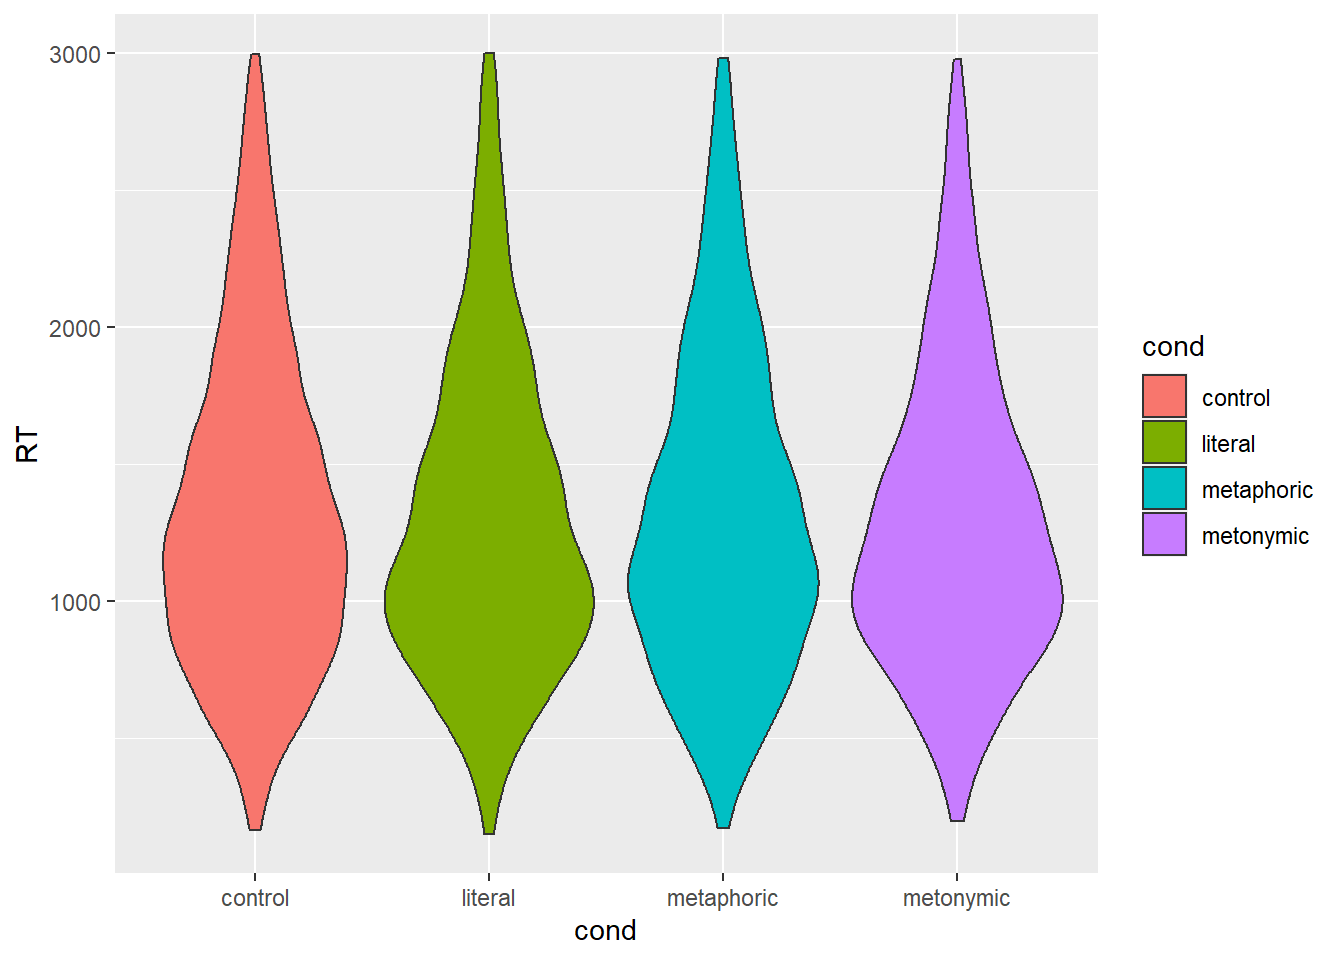 3000
2000
1000
RT
control literal metaphoric metonymic
cond
cond
control
literal
metaphoric
metonymic